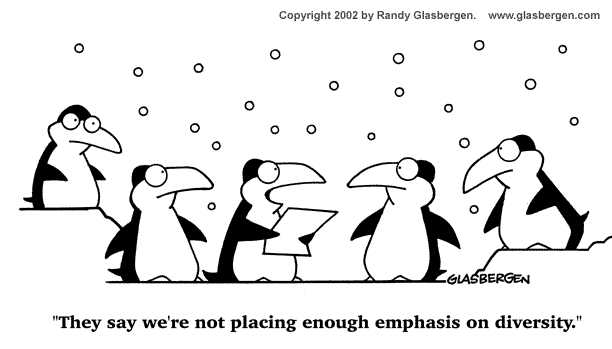 Copyright 2002 by Randy Glasbergen. www.glasbergen.com
GLASBERGEN
"They say we're not placing enough emphasis on diversity."